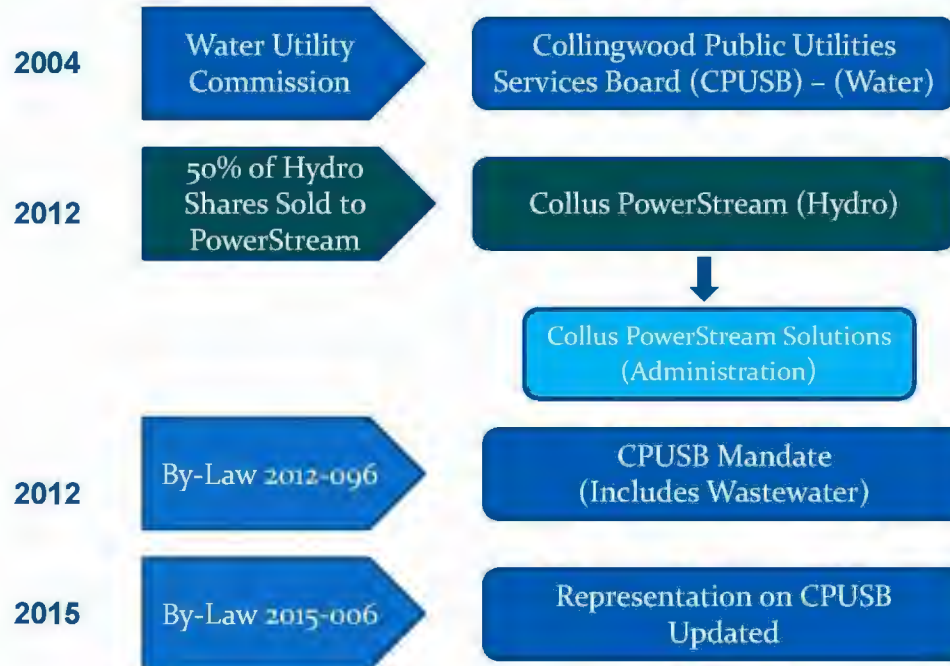 2004
Water Utility
Commission
Collingwood Public Utilities
Services Board (CPUSB) – (Water)
2012
50% of Hydro
Shares Sold to
PowerStream
Collus PowerStream (Hydro)
Collus PowerStream Solutions
(Administration)
2012
By-Law 2012-096
CPUSB Mandate
(Includes Wastewater)
2015
By-Law 2015-006
Representation on CPUSB
Updated